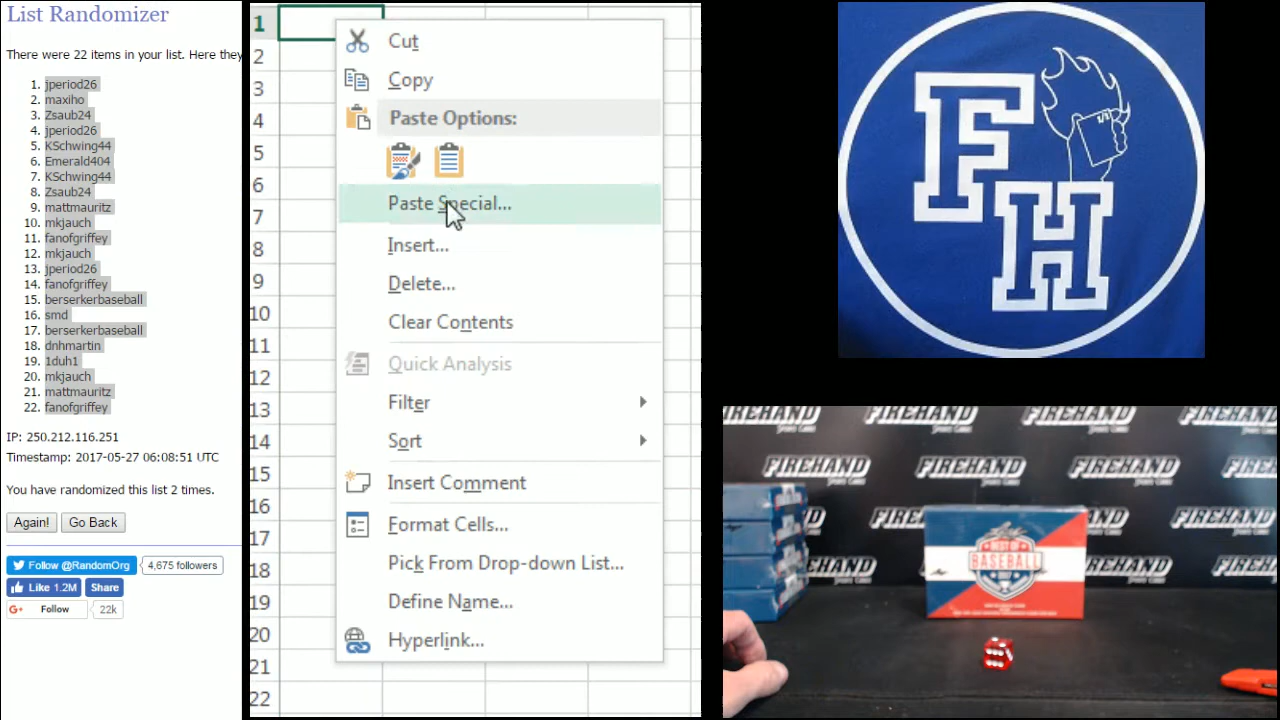 List Randomizer
There were 22 items in your list. Here they
1. jperiod26
2. maxiho
3. Zsaub24
4. jperiod26
5. KSchwing44
6. Emerald404
7. KSchwing44
8. Zsaub24
9. mattmauritz
10. mkjauch
11. fanofgriffey
12. mkjauch
13. jperiod26
14. fanofgriffey
15. berserkerbaseball
16. smd
17. berserkerbaseball
18. dnhmartin
19. 1duh1
20. mkjauch
21. mattmauritz
22. fanofgriffey
IP: 250.212.116.251
Timestamp: 2017-05-27 06:08:51 UTC
You have randomized this list 2 times.
Again! Go Back
Follow @RandomOrg 4,675 followers
Like 1.2M Share
G+ Follow 22k
1
2
3
4
5
6
7
8
9
10
11
12
13
14
15
16
17
18
19
20
21
22
Cut
Copy
Paste Options:
Paste Special...
Insert...
Delete...
Clear Contents
Quick Analysis
Filter
Sort
Insert Comment
Format Cells...
Pick From Drop-down List...
Define Name...
Hyperlink...
F
H
FIREHAND FIREHAND FIREHAND FIREHAND
FIREHAND FIREHAND FIREHAND
BEST OF
BASEBALL